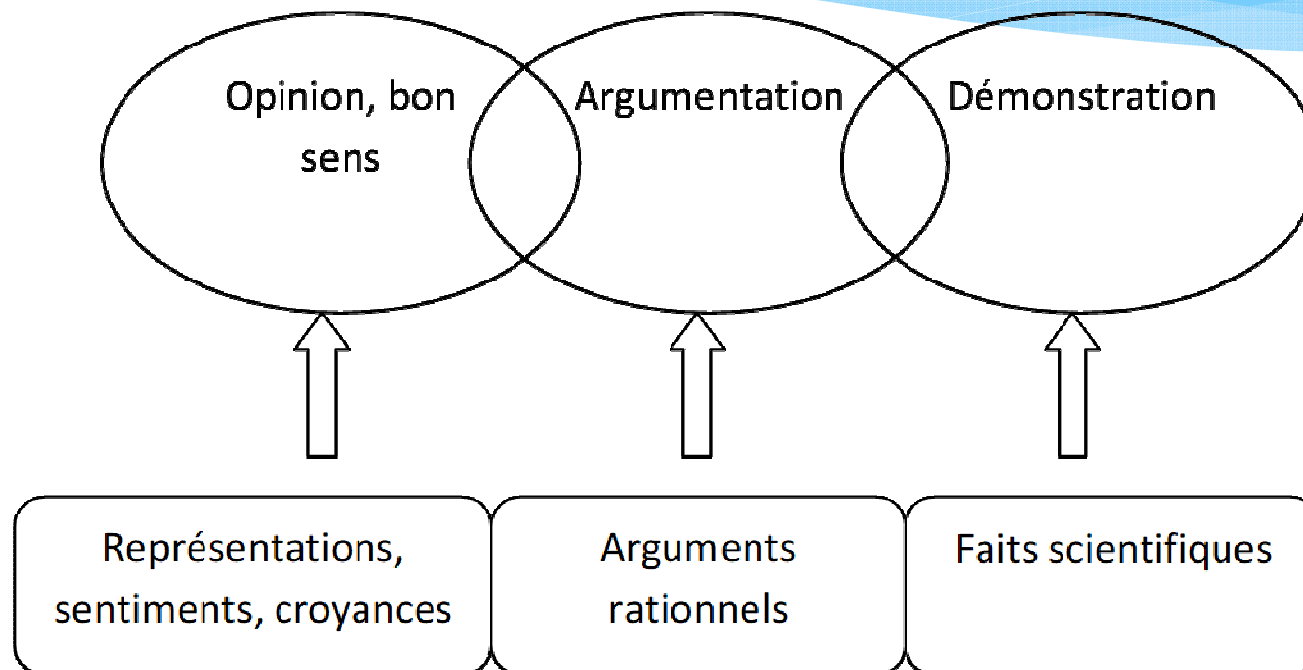 Opinion, bon
sens
Argumentation
Démonstration
Représentations,
sentiments, croyances
Arguments
rationnels
Faits scientifiques